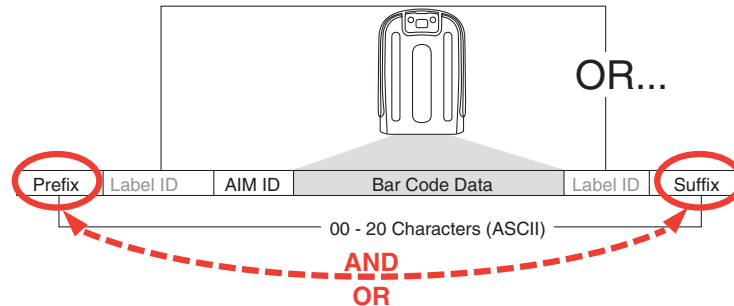 OR...
Prefix Label ID AIM ID Bar Code Data Label ID Suffix
00 - 20 Characters (ASCII)
AND
OR